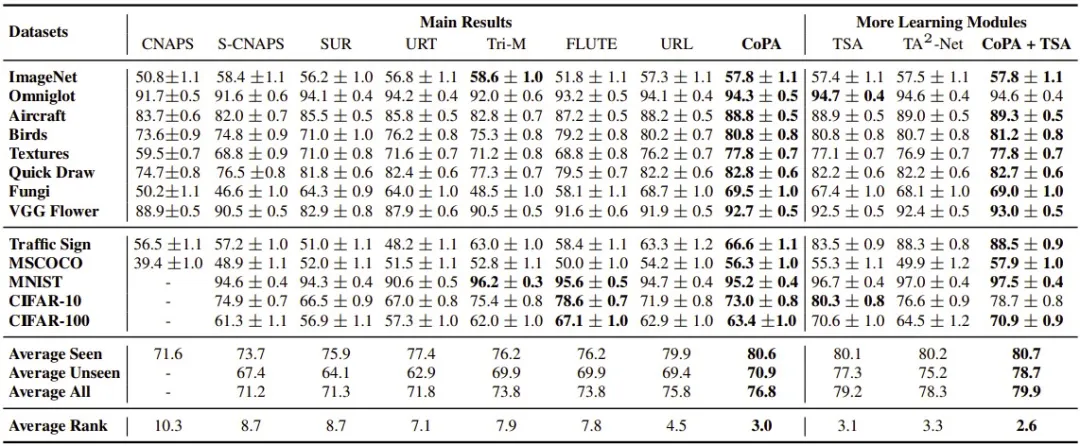 Datasets Main Results More Learning Modules
CNAPS S-CNAPS SUR URT Tri-M FLUTE URL CoPA TSA TA²-Net CoPA + TSA
ImageNet 50.8±1.1 58.4 ±1.1 56.2 ± 1.0 56.8 ± 1.1 58.6 ± 1.0 51.8 ± 1.1 57.3 ± 1.1 57.8 ± 1.1 57.4 ± 1.1 57.5 ± 1.1 57.8 ± 1.1
Omniglot 91.7±0.5 91.6 ± 0.6 94.1 ± 0.4 94.2 ± 0.4 92.0 ± 0.6 93.2 ± 0.5 94.1 ± 0.4 94.3 ± 0.5 94.7 ± 0.4 94.6 ± 0.4 94.6 ± 0.4
Aircraft 83.7±0.6 82.0 ± 0.7 85.5 ± 0.5 85.8 ± 0.5 82.8 ± 0.7 87.2 ± 0.5 88.2 ± 0.5 88.8 ± 0.5 88.9 ± 0.5 89.0 ± 0.5 89.3 ± 0.5
Birds 73.6±0.9 74.8 ± 0.9 71.0 ± 1.0 76.2 ± 0.8 75.3 ± 0.8 79.2 ± 0.8 80.2 ± 0.7 80.8 ± 0.8 80.8 ± 0.8 80.7 ± 0.8 81.2 ± 0.8
Textures 59.5±0.7 68.8 ± 0.9 71.0 ± 0.8 71.6 ± 0.7 71.2 ± 0.8 68.8 ± 0.8 76.2 ± 0.7 77.8 ± 0.7 77.1 ± 0.7 76.9 ± 0.7 77.8 ± 0.7
Quick Draw 74.7±0.8 76.5 ±0.8 81.8 ± 0.6 82.4 ± 0.6 77.3 ± 0.7 79.5 ± 0.7 82.2 ± 0.6 82.8 ± 0.6 82.2 ± 0.6 82.2 ± 0.6 82.7 ± 0.6
Fungi 50.2±1.1 46.6 ± 1.0 64.3 ± 0.9 64.0 ± 1.0 48.5 ± 1.0 58.1 ± 1.1 68.7 ± 1.0 69.5 ± 1.0 67.4 ± 1.0 68.1 ± 1.0 69.0 ± 1.0
VGG Flower 88.9±0.5 90.5 ± 0.5 82.9 ± 0.8 87.9 ± 0.6 90.5 ± 0.5 91.6 ± 0.6 91.9 ± 0.5 92.7 ± 0.5 92.5 ± 0.5 92.4 ± 0.5 93.0 ± 0.5
Traffic Sign 56.5 ±1.1 57.2 ± 1.0 51.0 ± 1.1 48.2 ± 1.1 63.0 ± 1.0 58.4 ± 1.1 63.3 ± 1.2 66.6 ± 1.1 83.5 ± 0.9 88.3 ± 0.8 88.5 ± 0.9
MSCOCO 39.4 ±1.0 48.9 ± 1.1 52.0 ± 1.1 51.5 ± 1.1 52.8 ± 1.1 50.0 ± 1.0 54.2 ± 1.0 56.3 ± 1.0 55.3 ± 1.1 49.9 ± 1.2 57.9 ± 1.0
MNIST - 94.6 ± 0.4 94.3 ± 0.4 90.6 ± 0.5 96.2 ± 0.3 95.6 ± 0.5 94.7 ± 0.4 95.2 ± 0.4 96.7 ± 0.4 97.0 ± 0.4 97.5 ± 0.4
CIFAR-10 - 74.9 ± 0.7 66.5 ± 0.9 67.0 ± 0.8 75.4 ± 0.8 78.6 ± 0.7 71.9 ± 0.8 73.0 ± 0.8 80.3 ± 0.8 76.6 ± 0.9 78.7 ± 0.8
CIFAR-100 - 61.3 ± 1.1 56.9 ± 1.1 57.3 ± 1.0 62.0 ± 1.0 67.1 ± 1.0 62.9 ± 1.0 63.4 ±1.0 70.6 ± 1.0 64.5 ± 1.2 70.9 ± 0.9
Average Seen 71.6 73.7 75.9 77.4 76.2 76.2 79.9 80.6 80.1 80.2 80.7
Average Unseen - 67.4 64.1 62.9 69.9 69.9 69.4 70.9 77.3 75.2 78.7
Average All - 71.2 71.3 71.8 73.8 73.8 75.8 76.8 79.2 78.3 79.9
Average Rank 10.3 8.7 8.7 7.1 7.9 7.8 4.5 3.0 3.1 3.3 2.6